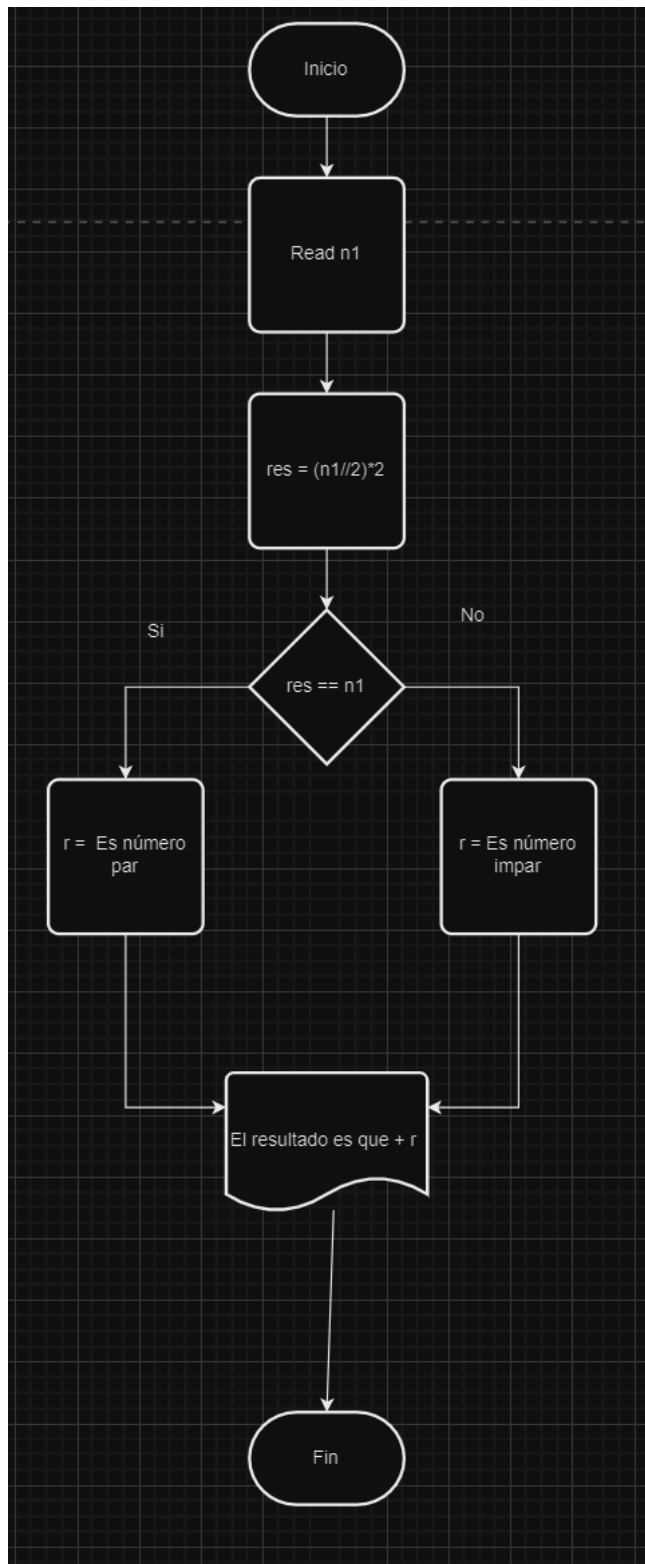 Inicio
Read n1
res = (n1//2)*2
Si
No
res == n1
r =  Es número
par
r = Es número
impar
El resultado es que + r
Fin